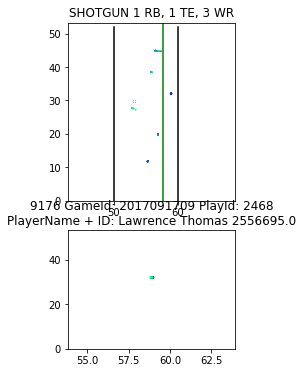 SHOTGUN 1 RB, 1 TE, 3 WR
50
40
30
20
10
0
50 60
9176 GameId: 2017091709 PlayId: 2468
PlayerName + ID: Lawrence Thomas 2556695.0
40
20
0
55.0 57.5 60.0 62.5